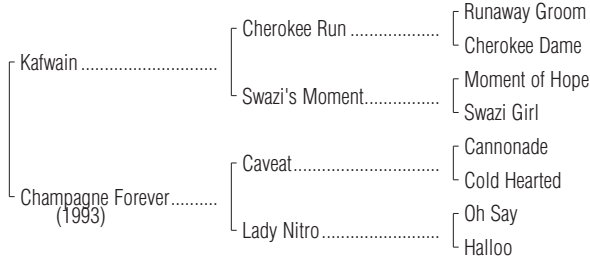 Runaway Groom
Cherokee Run ....................
Cherokee Dame
Kafwain ..............................
Moment of Hope
Swazi's Moment.................
Swazi Girl
Cannonade
Caveat.................................
Cold Hearted
Champagne Forever..........
(1993)
Oh Say
Lady Nitro...........................
Halloo